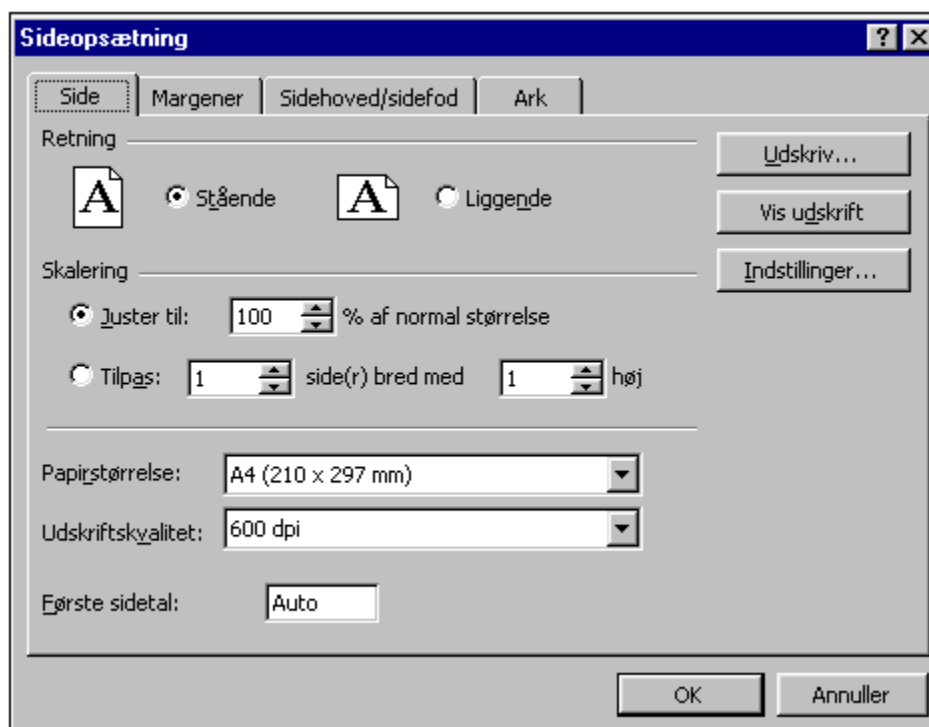 Sideopsætning
Side Margener Sidehoved/sidefod Ark
Retning
A Stående A Liggende
Skalering
Juster til: 100 % af normal størrelse
Tilpas: 1 side(r) bred med 1 høj
Papirstørrelse: A4 (210 x 297 mm)
Udskriftskvalitet: 600 dpi
Første sidetal: Auto
Udskriv...
Vis udskrift
Indstillinger...
OK Annuller